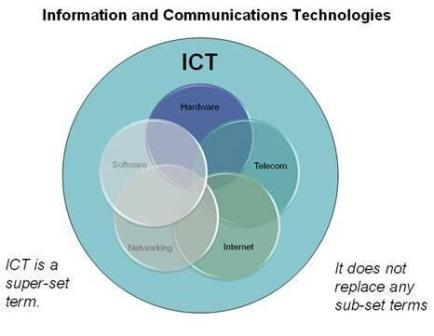 Information and Communications Technologies
ICT
Hardware
Software
Telecom
Networking
Internet
ICT is a
super-set
term.
It does not
replace any
sub-set terms